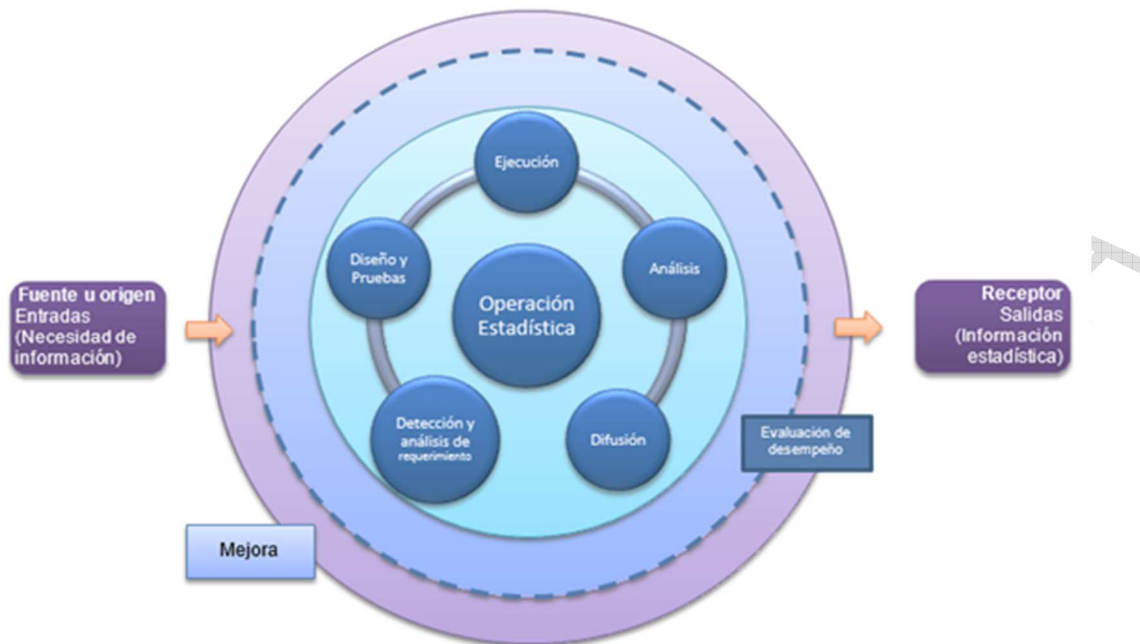 Ejecución
Diseño y
Pruebas
Análisis
Fuente u origen
Entradas
(Necesidad de
información)
Operación
Estadística
Receptor
Salidas
(Información
estadística)
Detección y
análisis de
requerimiento
Difusión
Evaluación de
desempeño
Mejora